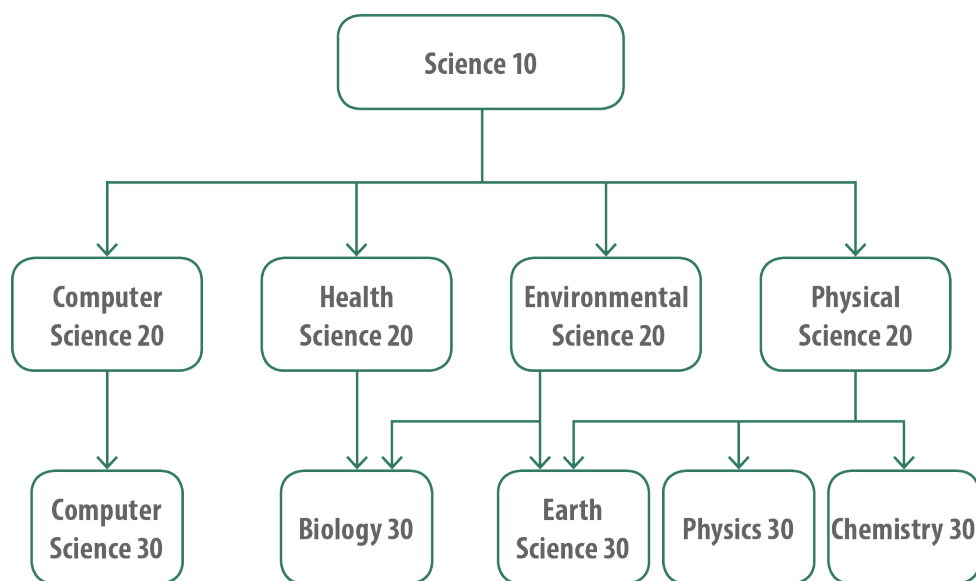 Science 10
Computer
Science 20
Health
Science 20
Environmental
Science 20
Physical
Science 20
Computer
Science 30
Biology 30
Earth
Science 30
Physics 30
Chemistry 30